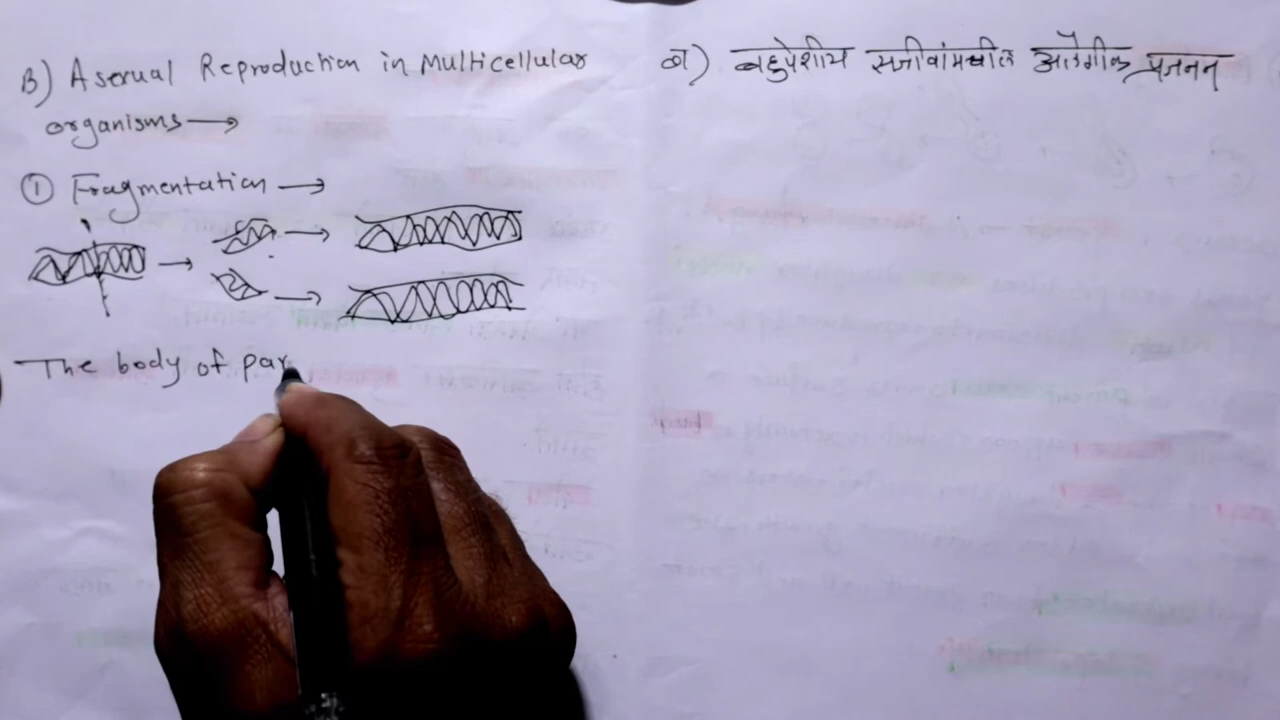 B) Asexual Reproduction in Multicellular
organisms →
① Fragmentation →
The body of par
ब) बहुपेशीय सजीवांमधील अलैंगीक प्रजनन